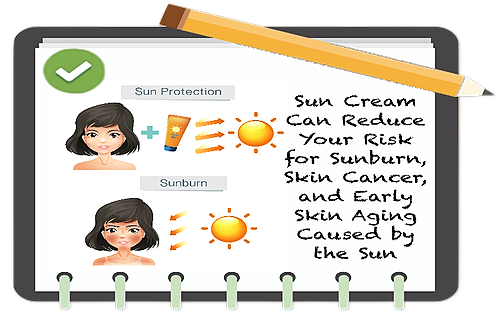 Sun Protection
Sunburn
Sun Cream
Can Reduce
Your Risk
for Sunburn,
Skin Cancer,
and Early
Skin Aging
Caused by
the Sun